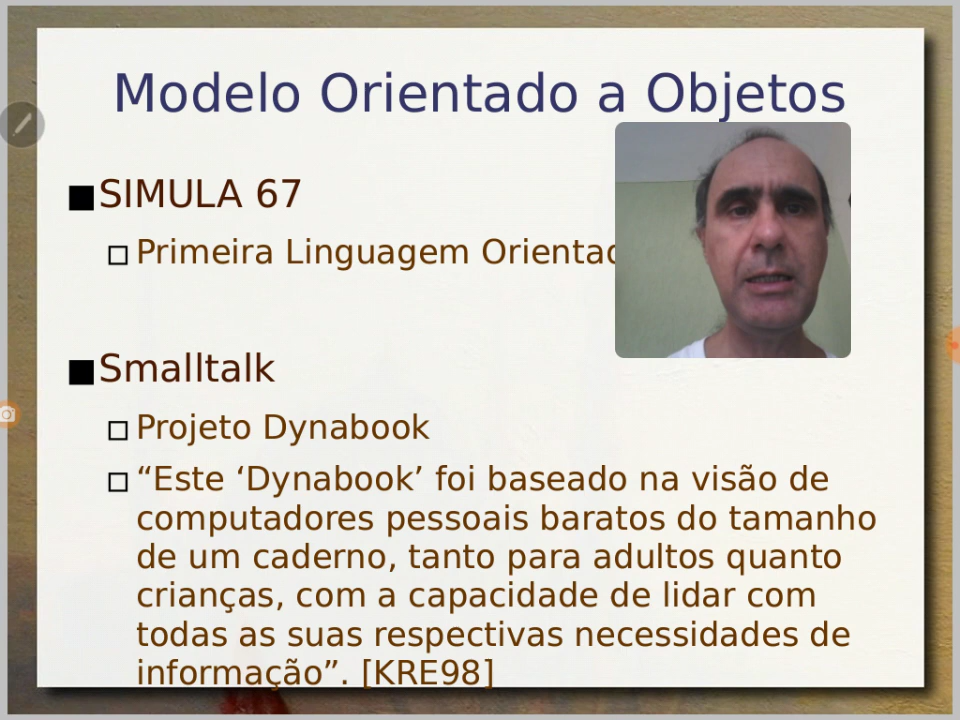 Modelo Orientado a Objetos
SIMULA 67
Primeira Linguagem
Smalltalk
Projeto Dynabook
“Este ‘Dynabook’ foi baseado na visão de
computadores pessoais baratos do tamanho
de um caderno, tanto para adultos quanto
crianças, com a capacidade de lidar com
todas as suas respectivas necessidades de
informação”. [KRE98]